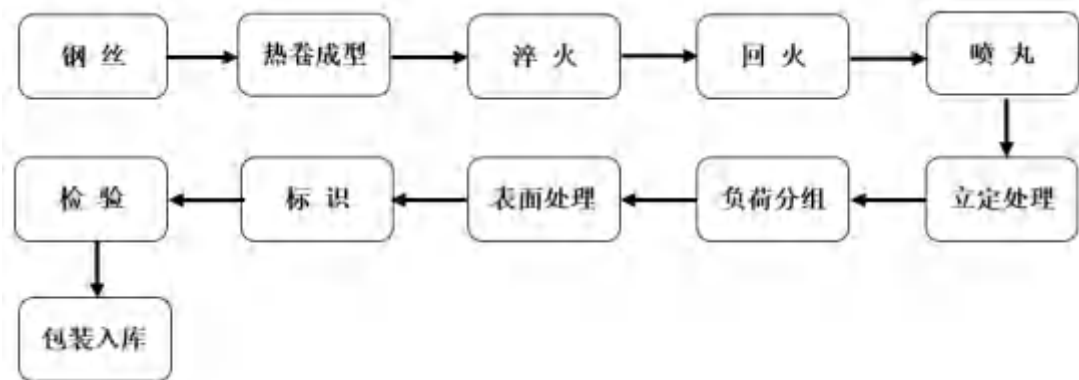 钢丝
热卷成型
淬火
回火
喷丸
立定处理
负荷分组
表面处理
标识
检验
包装入库